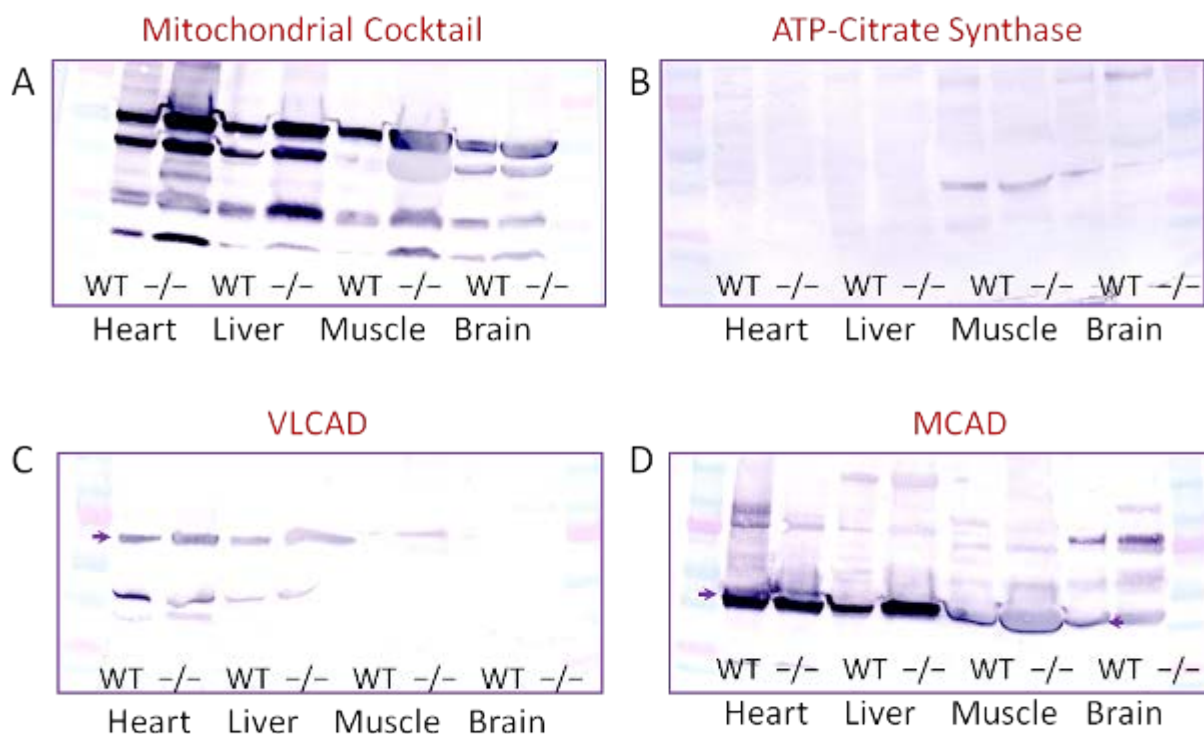 Mitochondrial Cocktail
A
WT −/− WT −/− WT −/− WT −/−
Heart Liver Muscle Brain
ATP-Citrate Synthase
B
WT −/− WT −/− WT −/− WT −/−
Heart Liver Muscle Brain
VLCAD
C
WT −/− WT −/− WT −/− WT −/−
Heart Liver Muscle Brain
MCAD
D
WT −/− WT −/− WT −/− WT −/−
Heart Liver Muscle Brain